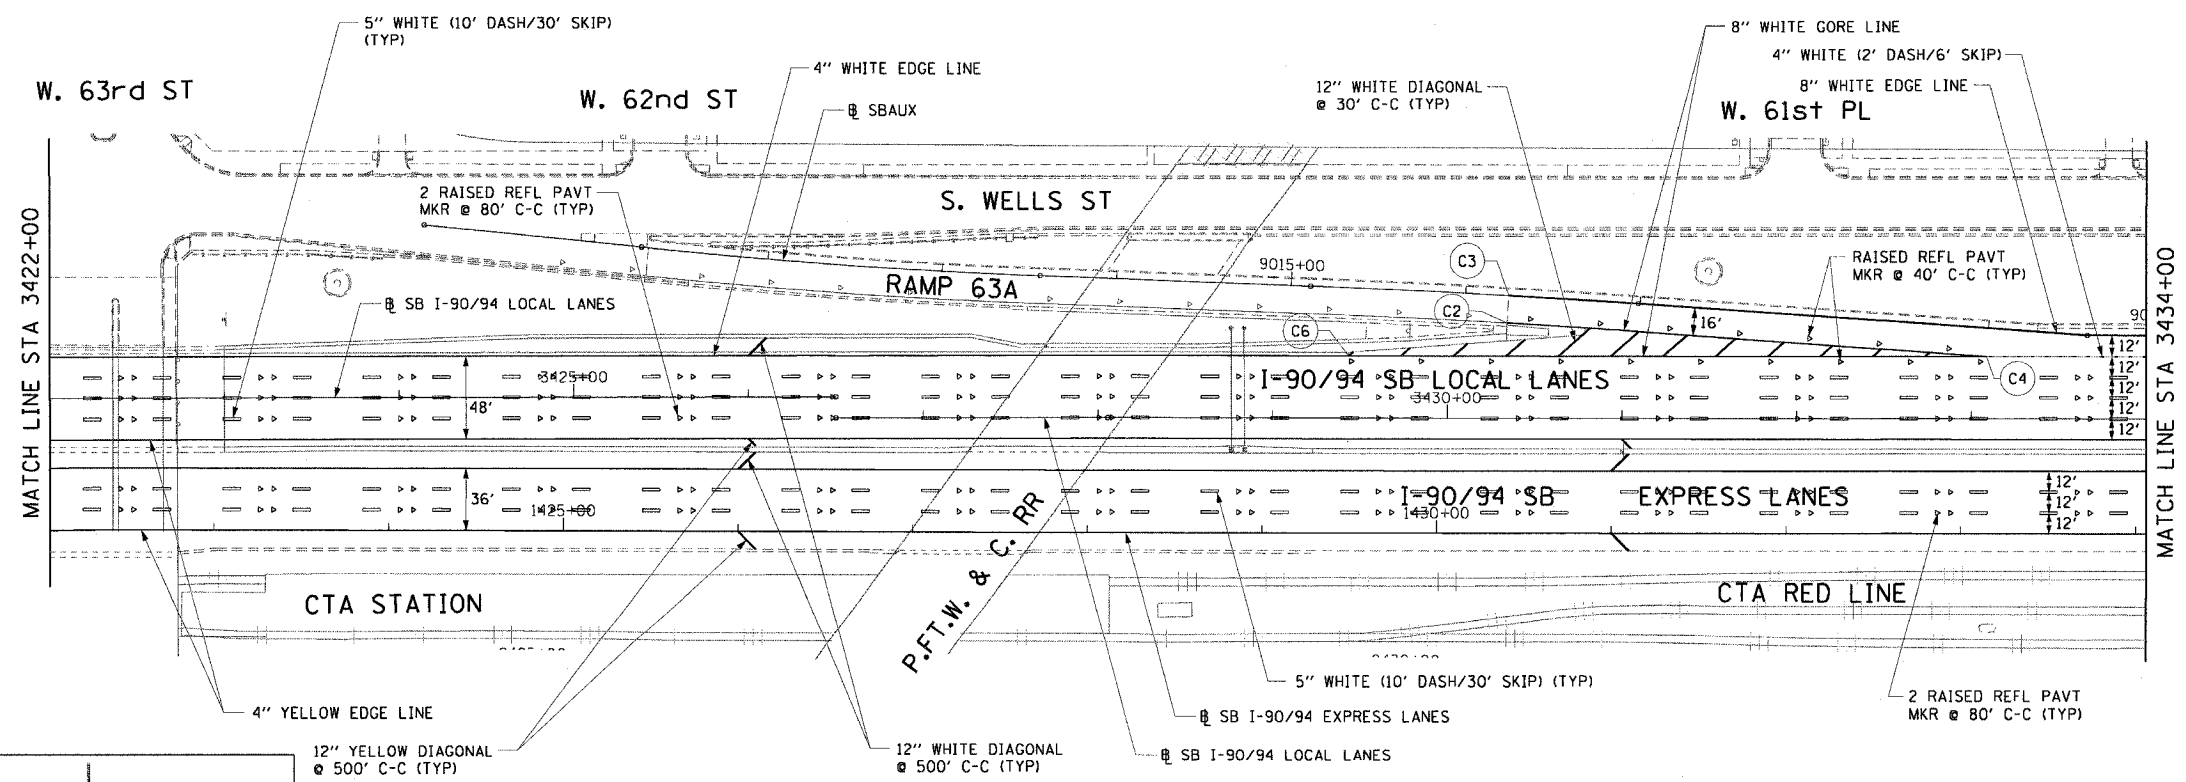 5" WHITE (10' DASH/30' SKIP)
(TYP)
8" WHITE GORE LINE
4" WHITE (2' DASH/6' SKIP)
4" WHITE EDGE LINE
12" WHITE DIAGONAL
@ 30' C-C (TYP)
8" WHITE EDGE LINE
W. 63rd ST
W. 62nd ST
W. 61st PL
℄ SBAUX
2 RAISED REFL PAVT
MKR @ 80' C-C (TYP)
S. WELLS ST
MATCH LINE STA 3422+00
MATCH LINE STA 3434+00
C3
9015+00
RAISED REFL PAVT
MKR @ 40' C-C (TYP)
RAMP 63A
℄ SB I-90/94 LOCAL LANES
C2
C6
16'
90
12'
12'
12'
12'
12'
3425+00
I-90/94 SB LOCAL LANES
C4
3430+00
48'
36'
1425+00
I-90/94 SB
EXPRESS LANES
1430+00
12'
12'
12'
P.FT.W. & C. RR
CTA STATION
CTA RED LINE
5" WHITE (10' DASH/30' SKIP) (TYP)
2 RAISED REFL PAVT
MKR @ 80' C-C (TYP)
4" YELLOW EDGE LINE
℄ SB I-90/94 EXPRESS LANES
12" YELLOW DIAGONAL
@ 500' C-C (TYP)
12" WHITE DIAGONAL
@ 500' C-C (TYP)
℄ SB I-90/94 LOCAL LANES